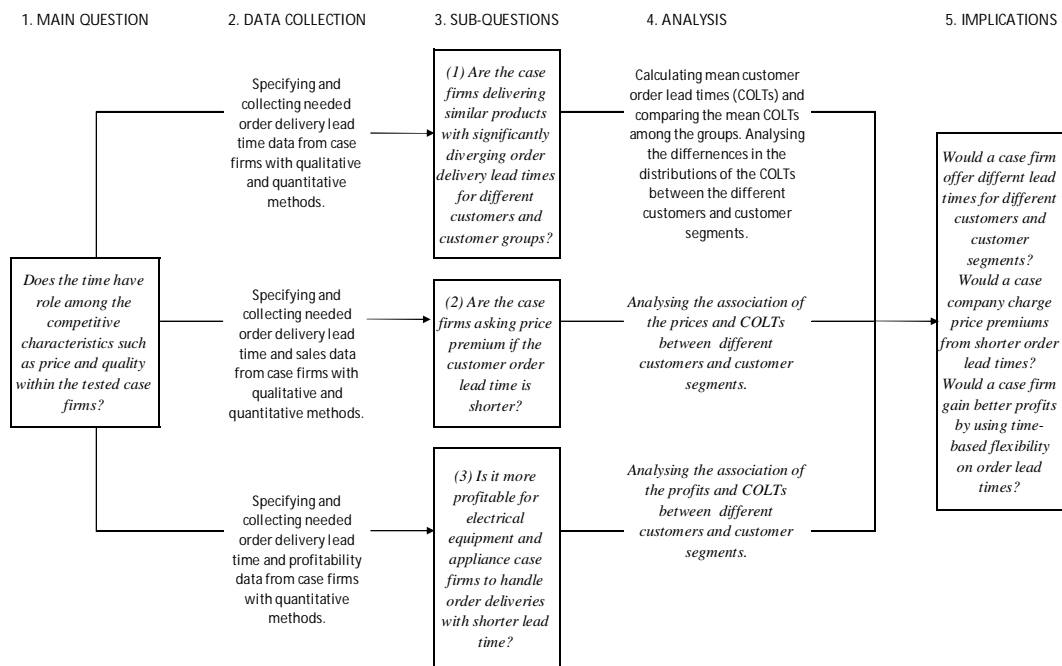 1. MAIN QUESTION
2. DATA COLLECTION
3. SUB-QUESTIONS
4. ANALYSIS
5. IMPLICATIONS
Does the time have
role among the
competitive
characteristics such
as price and quality
within the tested case
firms?
Specifying and
collecting needed
order delivery lead
time data from case
firms with qualitative
and quantitative
methods.
(1) Are the case
firms delivering
similar products
with significantly
diverging order
delivery lead times
for different
customers and
customer groups?
Calculating mean customer
order lead times (COLTs) and
comparing the mean COLTs
among the groups. Analysing
the differnences in the
distributions of the COLTs
between the different
customers and customer
segments.
Specifying and
collecting needed
order delivery lead
time and sales data
from case firms with
qualitative and
quantitative methods.
(2) Are the case
firms asking price
premium if the
customer order
lead time is
shorter?
Analysing the association of
the prices and COLTs
between different
customers and customer
segments.
Specifying and
collecting needed
order delivery lead
time and profitability
data from case firms
with quantitative
methods.
(3) Is it more
profitable for
electrical
equipment and
appliance case
firms to handle
order deliveries
with shorter lead
time?
Analysing the association of
the profits and COLTs
between different
customers and customer
segments.
Would a case firm
offer differnt lead
times for different
customers and
customer
segments?
Would a case
company charge
price premiums
from shorter order
lead times?
Would a case firm
gain better profits
by using time-
based flexibility
on order lead
times?